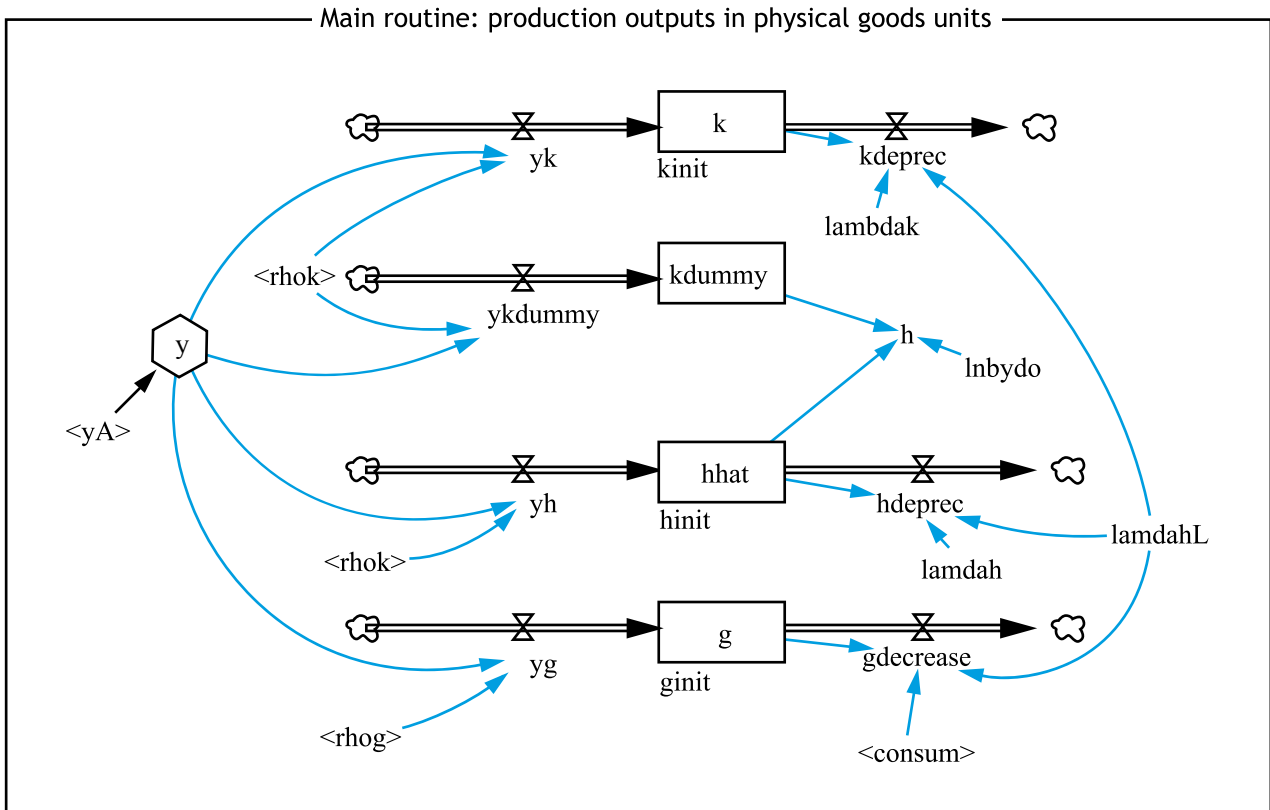 Main routine: production outputs in physical goods units
k
yk
kinit
kdeprec
lambdak
<rhok>
kdummy
ykdummy
y
h
lnbydo
<yA>
hhat
yh
hinit
hdeprec
lamdahL
<rhok>
lamdah
g
yg
ginit
gdecrease
<rhog>
<consum>